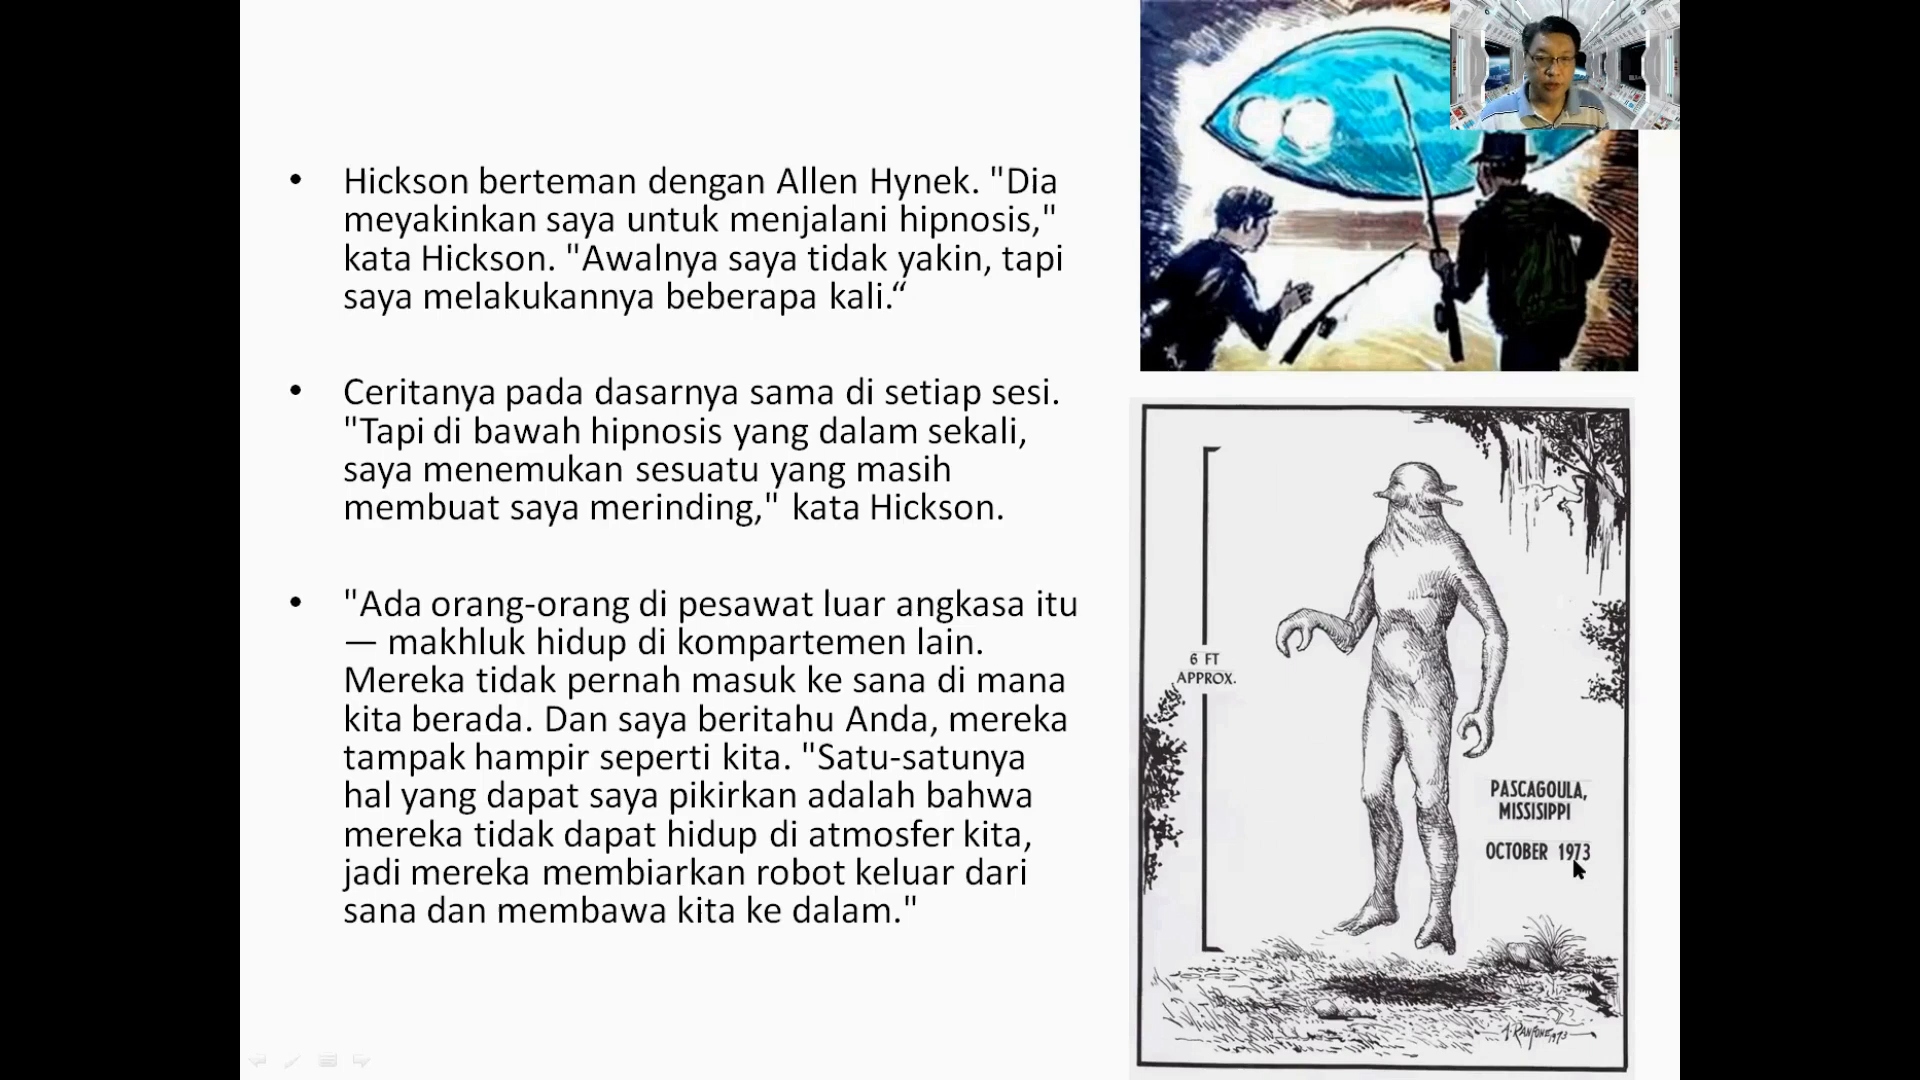 Hickson berteman dengan Allen Hynek. "Dia
meyakinkan saya untuk menjalani hipnosis,"
kata Hickson. "Awalnya saya tidak yakin, tapi
saya melakukannya beberapa kali.“
Ceritanya pada dasarnya sama di setiap sesi.
"Tapi di bawah hipnosis yang dalam sekali,
saya menemukan sesuatu yang masih
membuat saya merinding," kata Hickson.
"Ada orang-orang di pesawat luar angkasa itu
— makhluk hidup di kompartemen lain.
Mereka tidak pernah masuk ke sana di mana
kita berada. Dan saya beritahu Anda, mereka
tampak hampir seperti kita. "Satu-satunya
hal yang dapat saya pikirkan adalah bahwa
mereka tidak dapat hidup di atmosfer kita,
jadi mereka membiarkan robot keluar dari
sana dan membawa kita ke dalam."
6 FT
APPROX.
PASCAGOULA,
MISSISIPPI
OCTOBER 1973